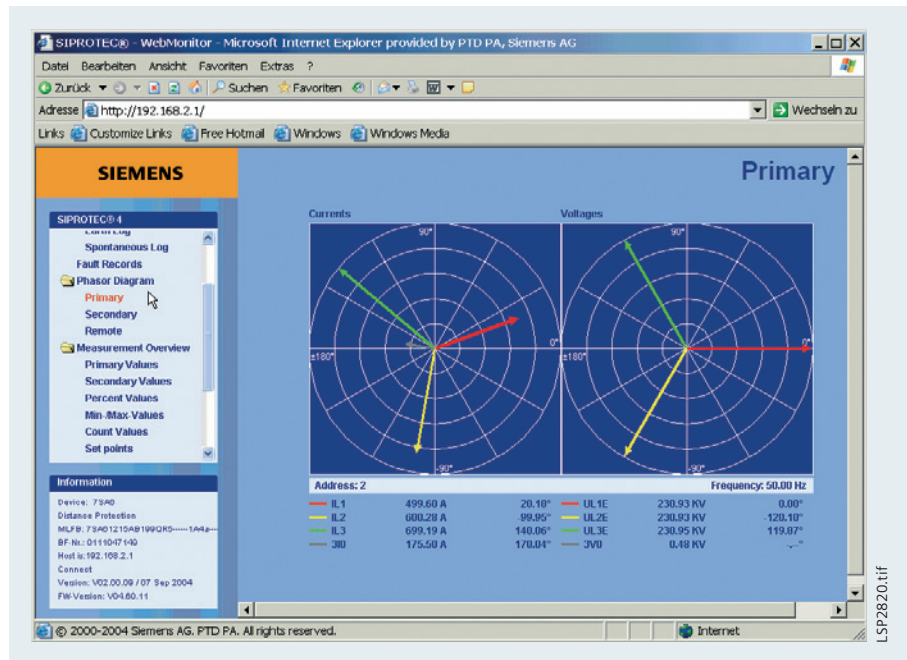 SIPROTEC® - WebMonitor - Microsoft Internet Explorer provided by PTD PA, Siemens AG
Datei Bearbeiten Ansicht Favoriten Extras ?
Zurück Suchen Favoriten
Adresse http://192.168.2.1/ Wechseln zu
Links Customize Links Free Hotmail Windows Windows Media
SIEMENS
Primary
SIPROTEC® 4
Spontaneous Log
Fault Records
Phasor Diagram
Primary
Secondary
Remote
Measurement Overview
Primary Values
Secondary Values
Percent Values
Min-/Max-Values
Count Values
Set points
Information
Device: 7SA6
Distance Protection
Host is:192.168.2.1
Connect
Version: V02.00.09 / 07 Sep 2004
FW-Version: V04.60.11
Currents
90°
0°
±180°
-90°
Voltages
90°
0°
±180°
-90°
Address: 2 Frequency: 50.00 Hz
IL1 499.60 A 20.10° UL1E 230.93 KV 0.00°
IL2 600.28 A -99.95° UL2E 230.93 KV -120.10°
IL3 699.19 A 140.06° UL3E 230.95 KV 119.87°
3I0 175.50 A 170.04° 3V0 0.48 KV -.--°
© 2000-2004 Siemens AG. PTD PA. All rights reserved. Internet
LSP2820.tif